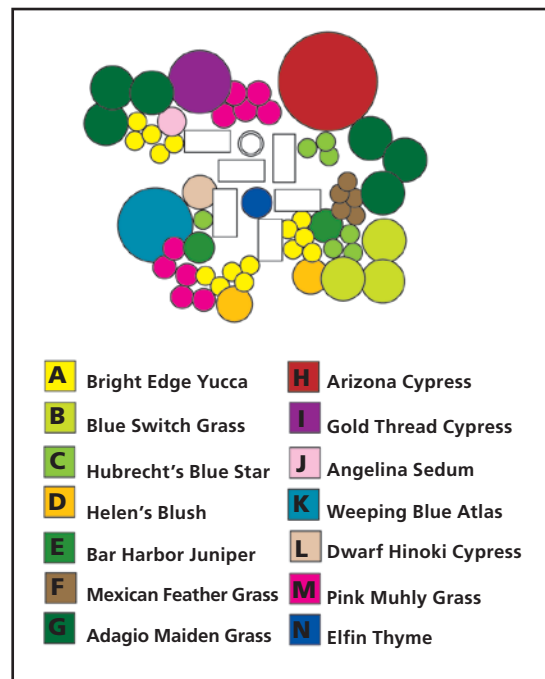 A Bright Edge Yucca
B Blue Switch Grass
C Hubrecht's Blue Star
D Helen's Blush
E Bar Harbor Juniper
F Mexican Feather Grass
G Adagio Maiden Grass
H Arizona Cypress
I Gold Thread Cypress
J Angelina Sedum
K Weeping Blue Atlas
L Dwarf Hinoki Cypress
M Pink Muhly Grass
N Elfin Thyme